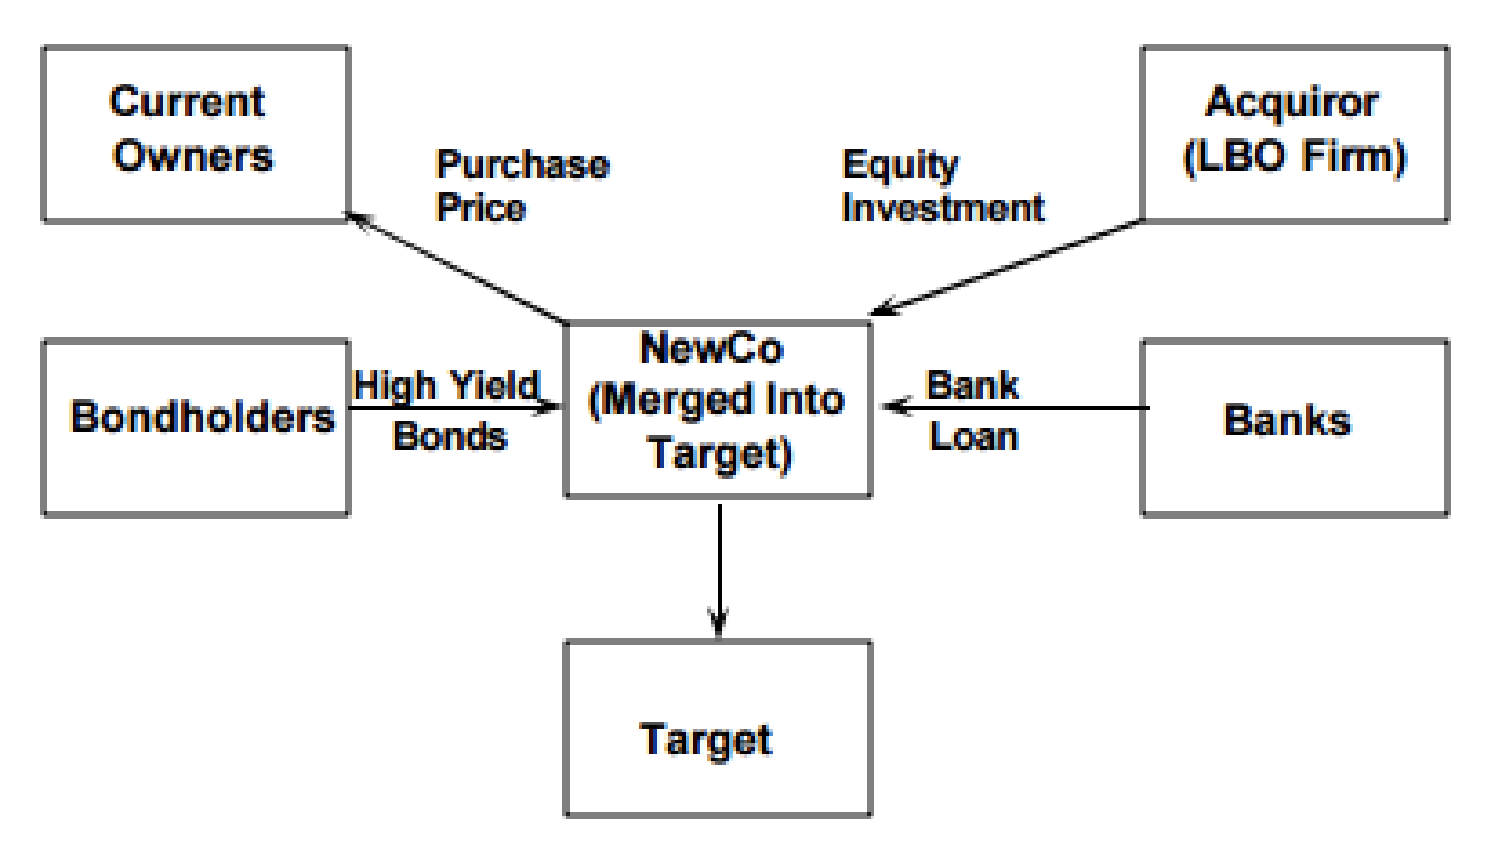 Current
Owners
Acquiror
(LBO Firm)
Purchase
Price
Equity
Investment
Bondholders
High Yield
Bonds
NewCo
(Merged Into
Target)
Bank
Loan
Banks
Target